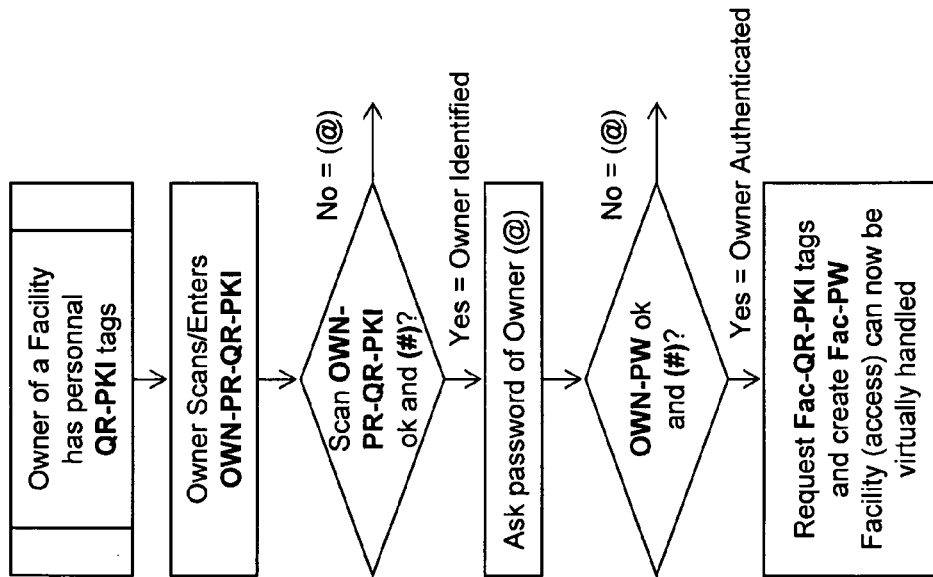 Owner of a Facility
has personnal
QR-PKI tags
Owner Scans/Enters
OWN-PR-QR-PKI
Scan OWN-
PR-QR-PKI
ok and (#)?
No = (@)
Yes = Owner Identified
Ask password of Owner (@)
OWN-PW ok
and (#)?
No = (@)
Yes = Owner Authenticated
Request Fac-QR-PKI tags
and create Fac-PW
Facility (access) can now be
virtually handled